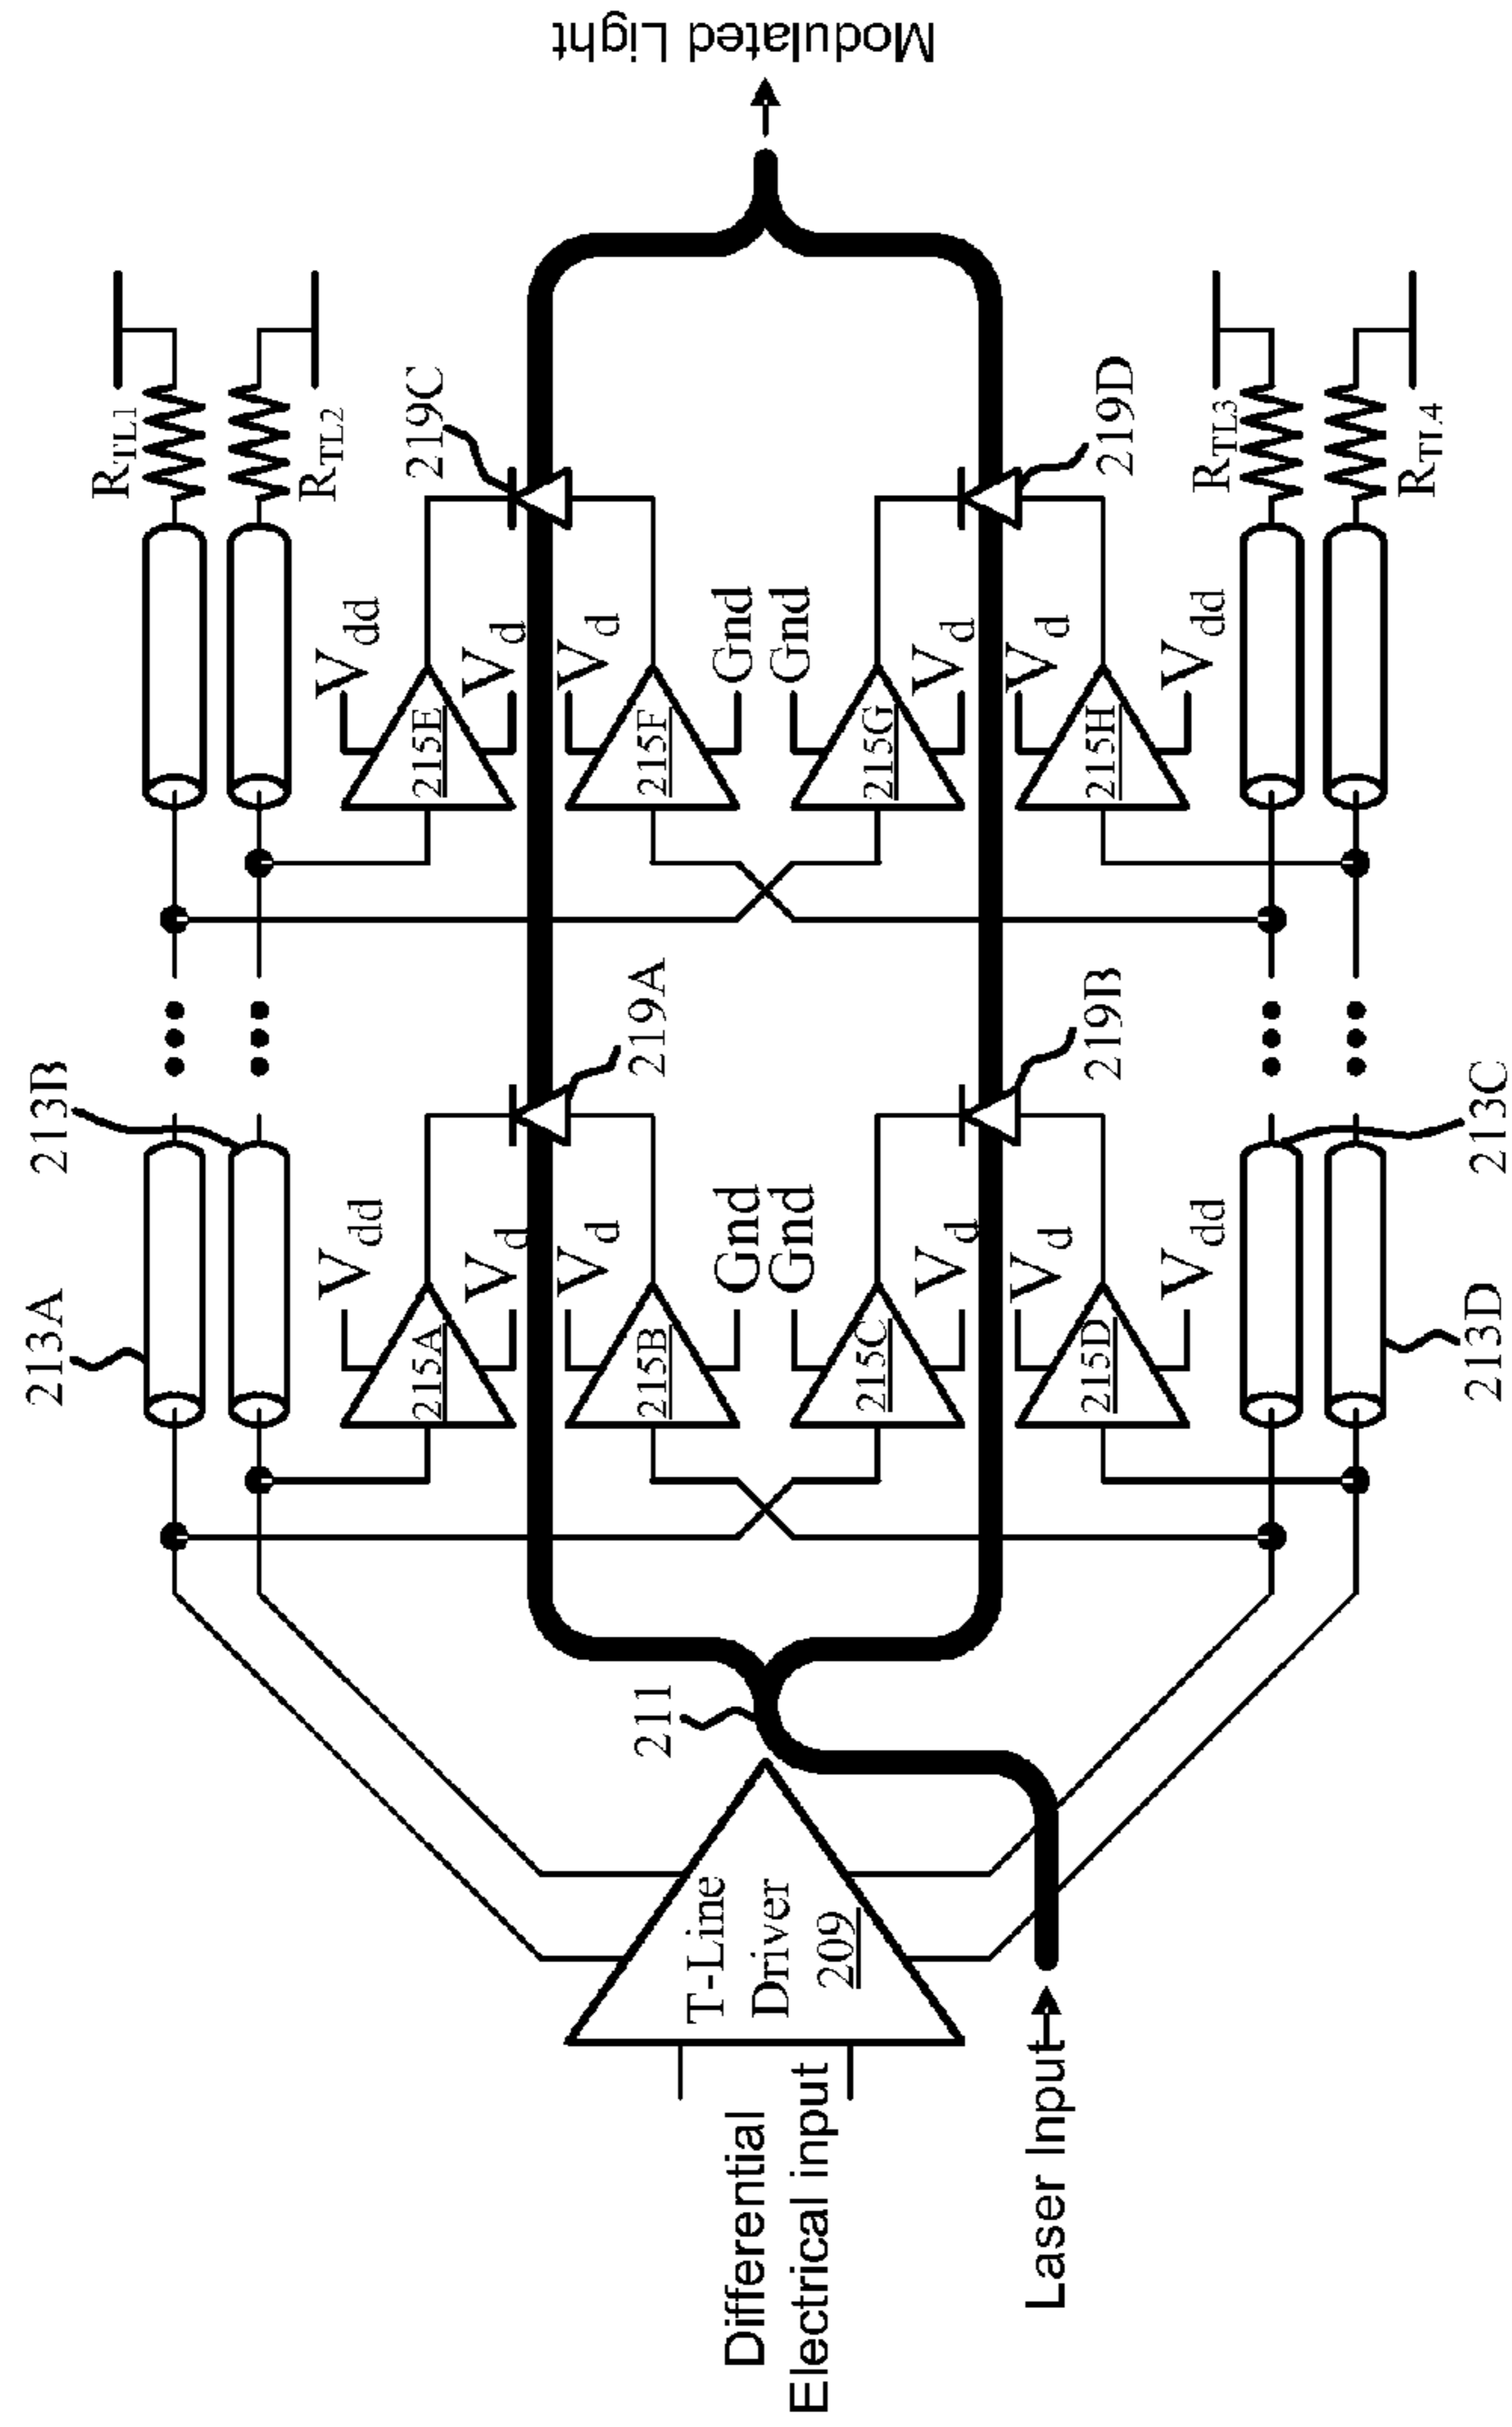 213A
213B
R_TL1
R_TL2
V_dd
215A
V_d
219A
V_d
215B
Gnd
Gnd
215C
V_d
219B
V_d
215D
V_dd
V_dd
215E
V_d
219C
V_d
215F
Gnd
Gnd
215G
V_d
219D
V_d
215H
V_dd
R_TL3
R_TL4
213C
213D
211
T-Line
Driver
209
Differential
Electrical input
Laser Input
Modulated Light